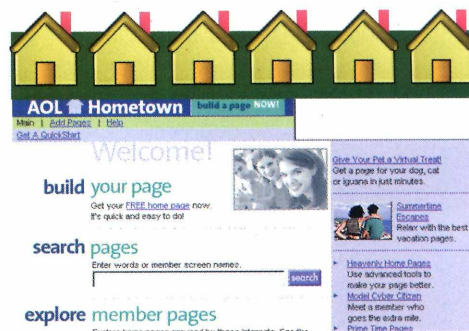 AOL Hometown build a page NOW!
Main | Add Pages | Help
Get A QuickStart
Welcome!
build your page
Get your FREE home page now.
It's quick and easy to do!
search pages
Enter words or member screen names.
search
explore member pages
Give Your Pet a Virtual Treat!
Get a page for your dog, cat
or iguana in just minutes.
Summertime
Escapes
Relax with the best
vacation pages.
Heavenly Home Pages
Use advanced tools to
make your page better.
Model Cyber Citizen
Meet a member who
goes the extra mile.
Prime Time Pages